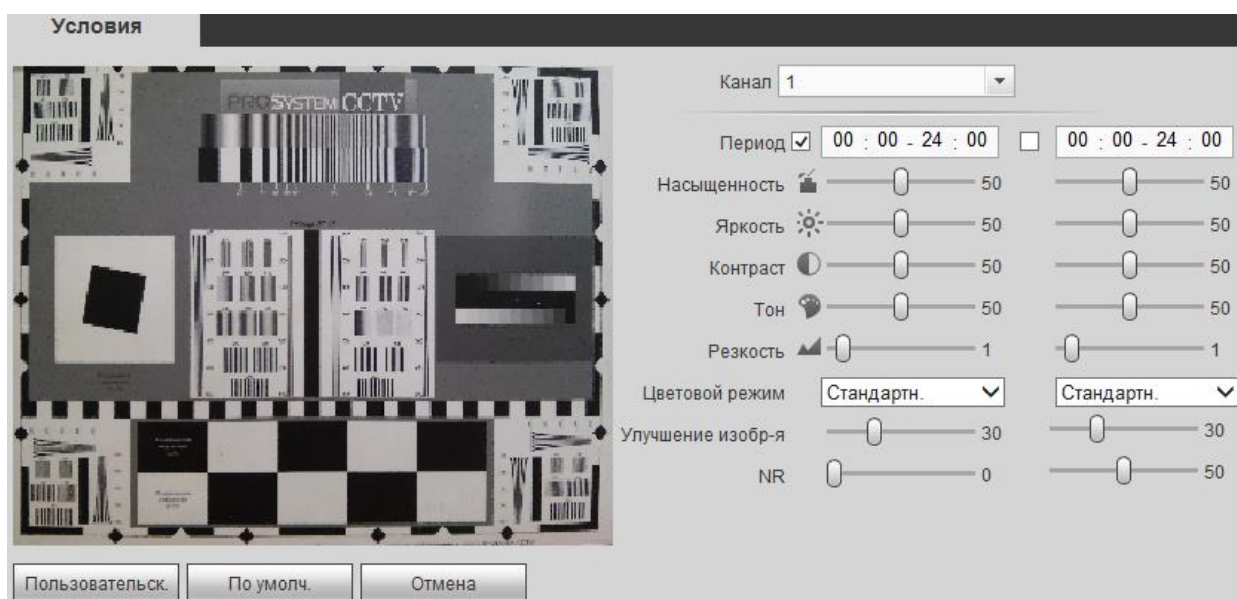 Условия
PROSYSTEM CCTV
Канал 1
Период 00 : 00 - 24 : 00 00 : 00 - 24 : 00
Насыщенность 50 50
Яркость 50 50
Контраст 50 50
Тон 50 50
Резкость 1 1
Цветовой режим Стандартн. Стандартн.
Улучшение изобр-я 30 30
NR 0 50
Пользовательск. По умолч. Отмена